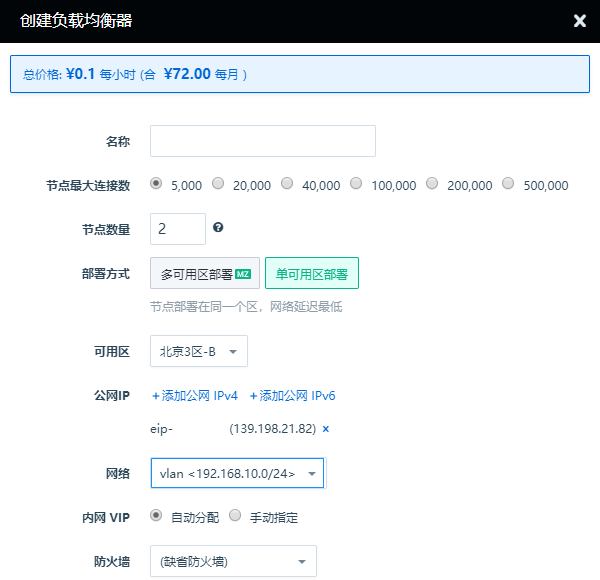 创建负载均衡器
总价格: ¥0.1 每小时 (合 ¥72.00 每月 )
名称
节点最大连接数 5,000 20,000 40,000 100,000 200,000 500,000
节点数量 2
部署方式 多可用区部署 MZ 单可用区部署
节点部署在同一个区，网络延迟最低
可用区 北京3区-B
公网IP +添加公网 IPv4 +添加公网 IPv6
eip- (139.198.21.82) ×
网络 vlan <192.168.10.0/24>
内网 VIP 自动分配 手动指定
防火墙 (缺省防火墙)